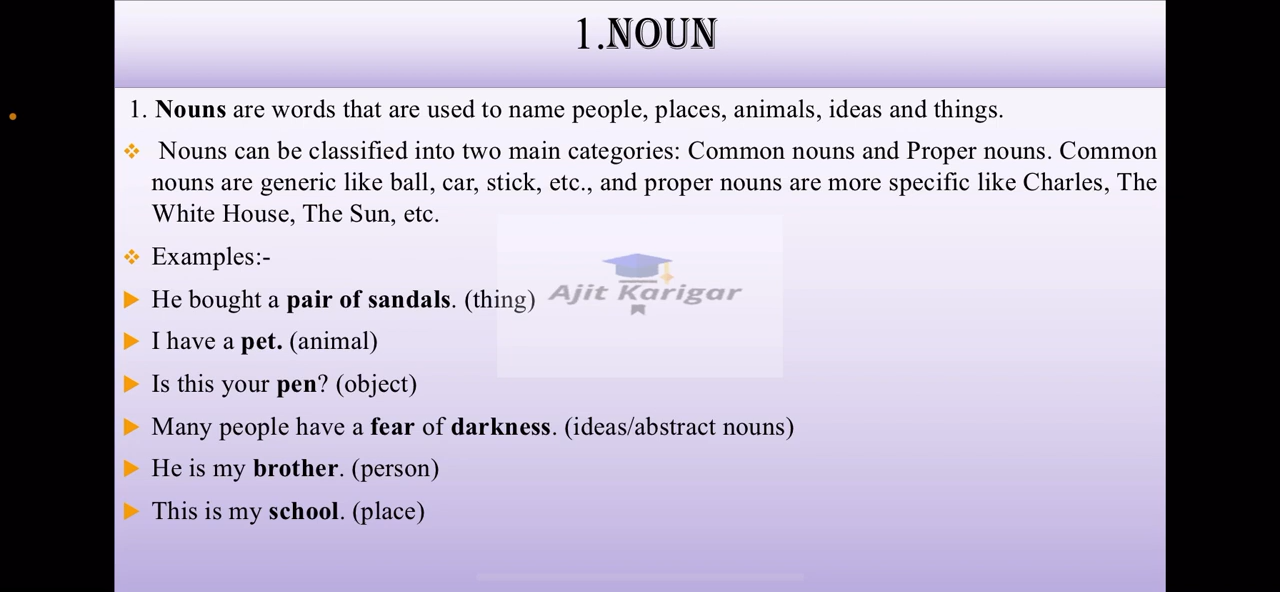 1.NOUN
1. Nouns are words that are used to name people, places, animals, ideas and things.
❖ Nouns can be classified into two main categories: Common nouns and Proper nouns. Common
nouns are generic like ball, car, stick, etc., and proper nouns are more specific like Charles, The
White House, The Sun, etc.
❖ Examples:-
▶ He bought a pair of sandals. (thing)
Ajit Karigar
▶ I have a pet. (animal)
▶ Is this your pen? (object)
▶ Many people have a fear of darkness. (ideas/abstract nouns)
▶ He is my brother. (person)
▶ This is my school. (place)